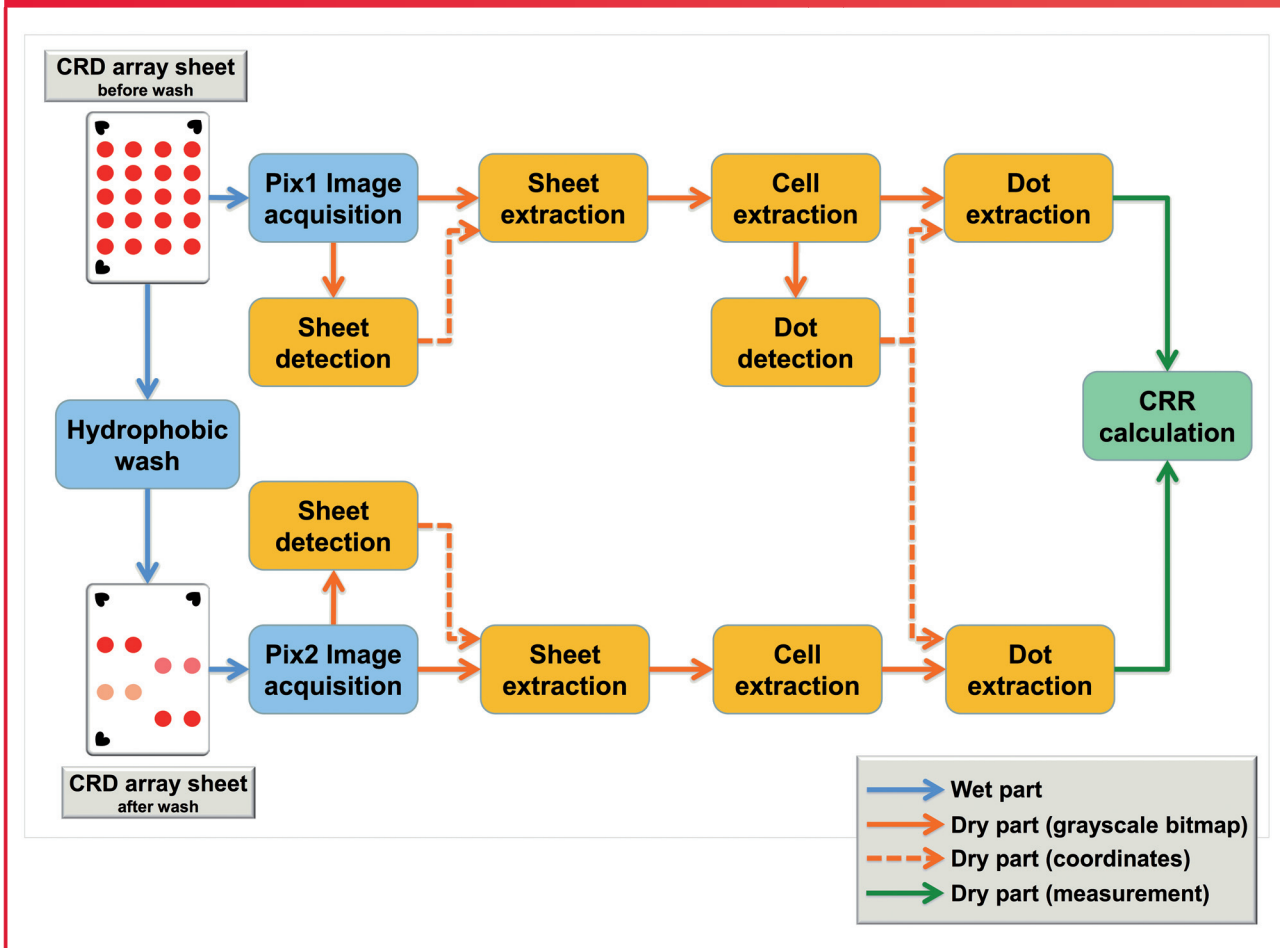 CRD array sheet
before wash
Pix1 Image
acquisition
Sheet
extraction
Cell
extraction
Dot
extraction
Sheet
detection
Dot
detection
Hydrophobic
wash
CRR
calculation
Sheet
detection
Pix2 Image
acquisition
Sheet
extraction
Cell
extraction
Dot
extraction
CRD array sheet
after wash
Wet part
Dry part (grayscale bitmap)
Dry part (coordinates)
Dry part (measurement)